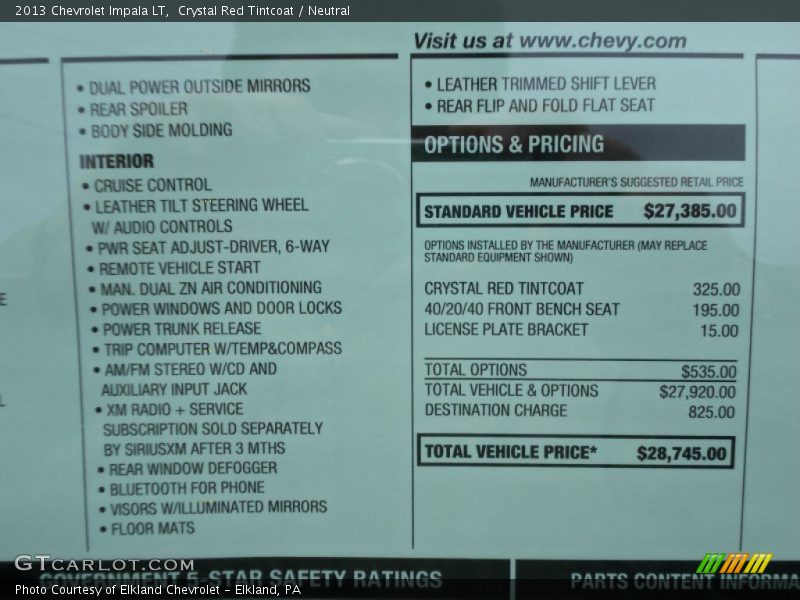 2013 Chevrolet Impala LT, Crystal Red Tintcoat / Neutral
• DUAL POWER OUTSIDE MIRRORS
• REAR SPOILER
• BODY SIDE MOLDING
INTERIOR
• CRUISE CONTROL
• LEATHER TILT STEERING WHEEL
W/ AUDIO CONTROLS
• PWR SEAT ADJUST-DRIVER, 6-WAY
• REMOTE VEHICLE START
• MAN. DUAL ZN AIR CONDITIONING
• POWER WINDOWS AND DOOR LOCKS
• POWER TRUNK RELEASE
• TRIP COMPUTER W/TEMP&COMPASS
• AM/FM STEREO W/CD AND
AUXILIARY INPUT JACK
• XM RADIO + SERVICE
SUBSCRIPTION SOLD SEPARATELY
BY SIRIUSXM AFTER 3 MTHS
• REAR WINDOW DEFOGGER
• BLUETOOTH FOR PHONE
• VISORS W/ILLUMINATED MIRRORS
• FLOOR MATS
Visit us at www.chevy.com
• LEATHER TRIMMED SHIFT LEVER
• REAR FLIP AND FOLD FLAT SEAT
OPTIONS & PRICING
MANUFACTURER'S SUGGESTED RETAIL PRICE
STANDARD VEHICLE PRICE $27,385.00
OPTIONS INSTALLED BY THE MANUFACTURER (MAY REPLACE
STANDARD EQUIPMENT SHOWN)
CRYSTAL RED TINTCOAT 325.00
40/20/40 FRONT BENCH SEAT 195.00
LICENSE PLATE BRACKET 15.00
TOTAL OPTIONS $535.00
TOTAL VEHICLE & OPTIONS $27,920.00
DESTINATION CHARGE 825.00
TOTAL VEHICLE PRICE* $28,745.00
GTCARLOT.COM
GOVERNMENT 5-STAR SAFETY RATINGS
PARTS CONTENT INFORMA
Photo Courtesy of Elkland Chevrolet - Elkland, PA